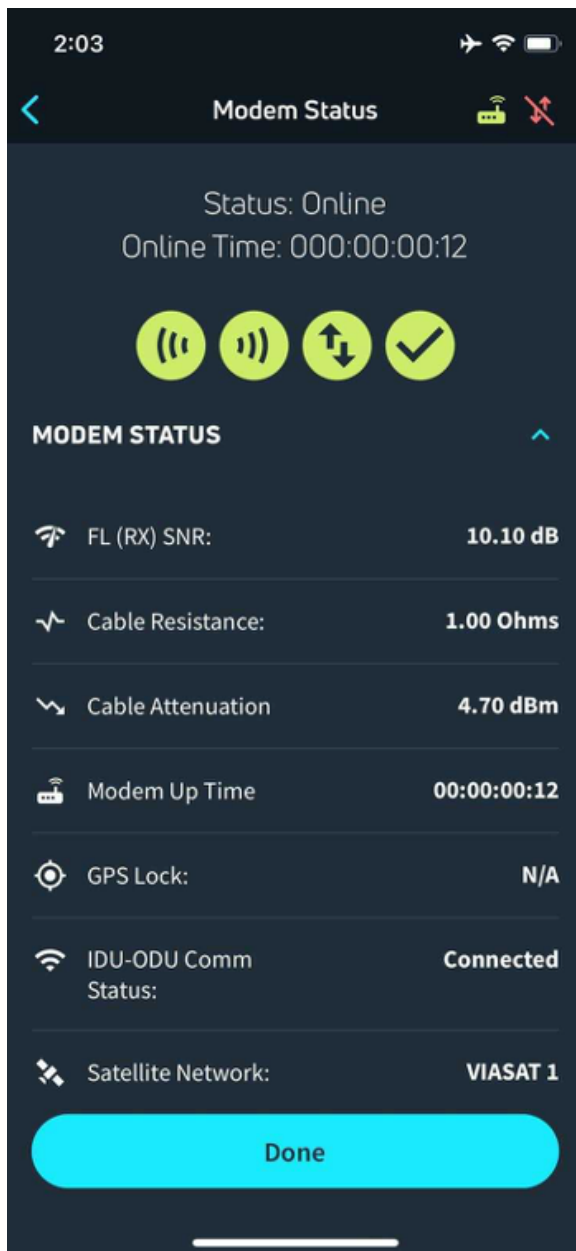 2:03
Modem Status
Status: Online
Online Time: 000:00:00:12
MODEM STATUS
FL (RX) SNR: 10.10 dB
Cable Resistance: 1.00 Ohms
Cable Attenuation 4.70 dBm
Modem Up Time 00:00:00:12
GPS Lock: N/A
IDU-ODU Comm Connected
Status:
Satellite Network: VIASAT 1
Done